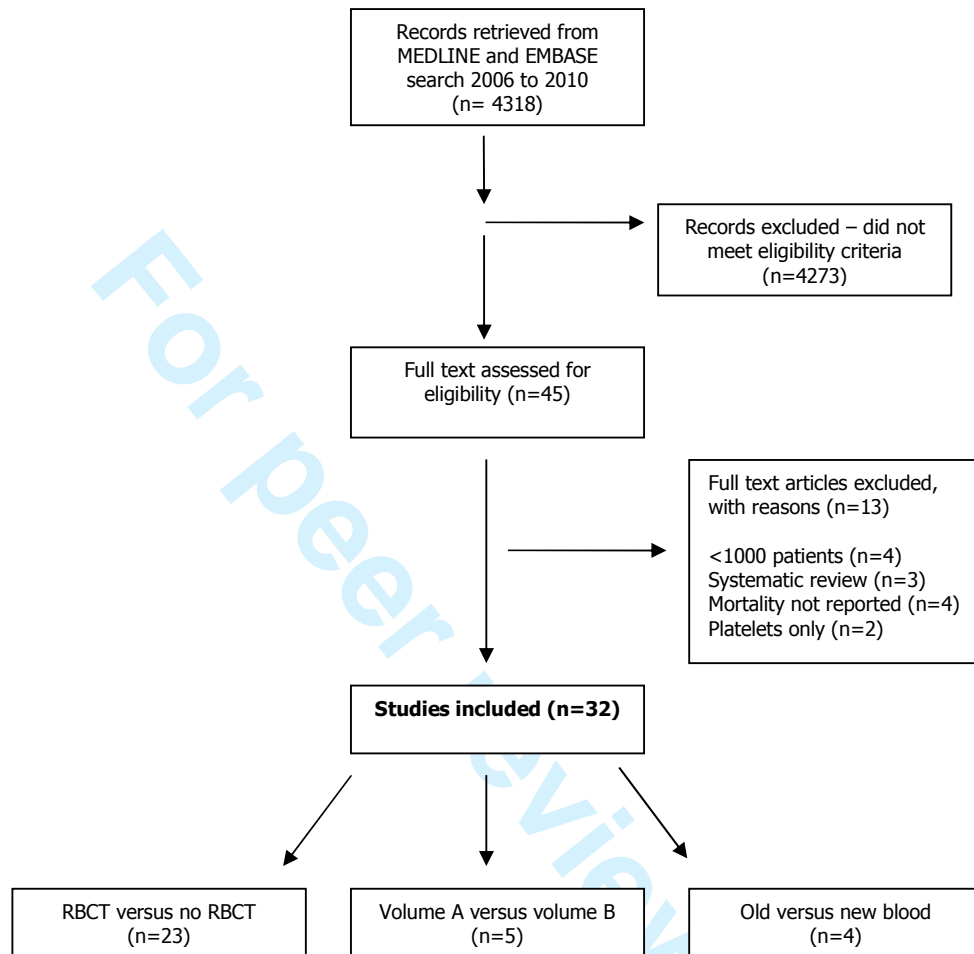 Records retrieved from
MEDLINE and EMBASE
search 2006 to 2010
(n= 4318)
Records excluded – did not
meet eligibility criteria
(n=4273)
Full text assessed for
eligibility (n=45)
Full text articles excluded,
with reasons (n=13)
<1000 patients (n=4)
Systematic review (n=3)
Mortality not reported (n=4)
Platelets only (n=2)
Studies included (n=32)
RBCT versus no RBCT
(n=23)
Volume A versus volume B
(n=5)
Old versus new blood
(n=4)
For peer review